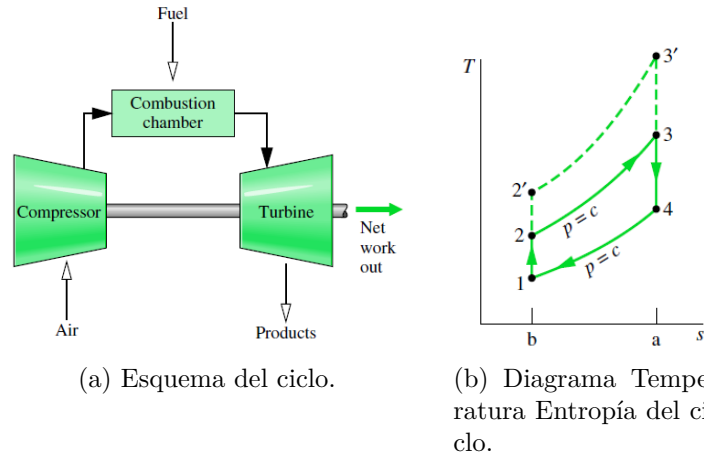 Fuel
Combustion
chamber
Compressor
Turbine
Net
work
out
Air
Products
(a) Esquema del ciclo.
T
3′
3
2′
p = c
2
4
p = c
1
b
a
s
(b) Diagrama Tempe-
ratura Entropía del ci-
clo.